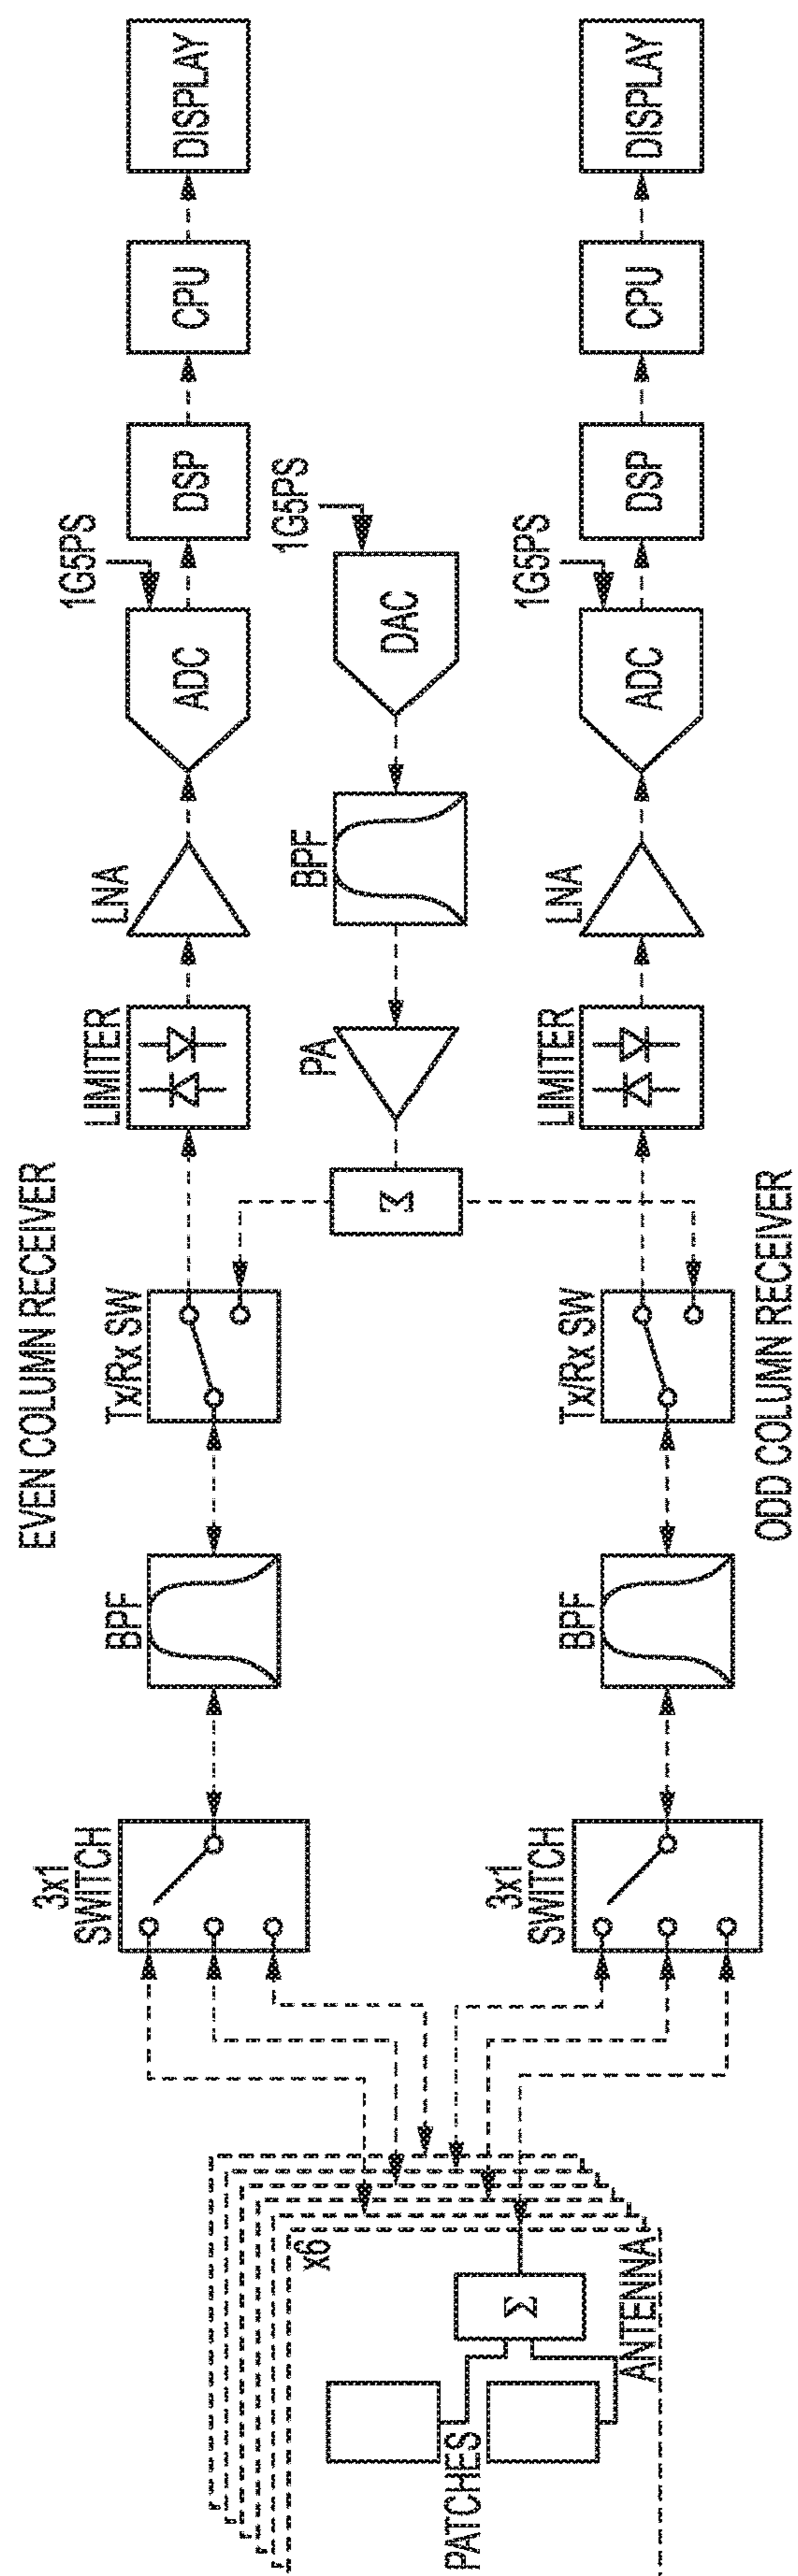 EVEN COLUMN RECEIVER
3x1
SWITCH
BPF
Tx/Rx SW
LIMITER
LNA
ADC
1G5PS
DSP
CPU
DISPLAY
Σ
PA
BPF
DAC
1G5PS
x6
PATCHES
Σ
ANTENNA
3x1
SWITCH
BPF
Tx/Rx SW
LIMITER
LNA
ADC
1G5PS
DSP
CPU
DISPLAY
ODD COLUMN RECEIVER